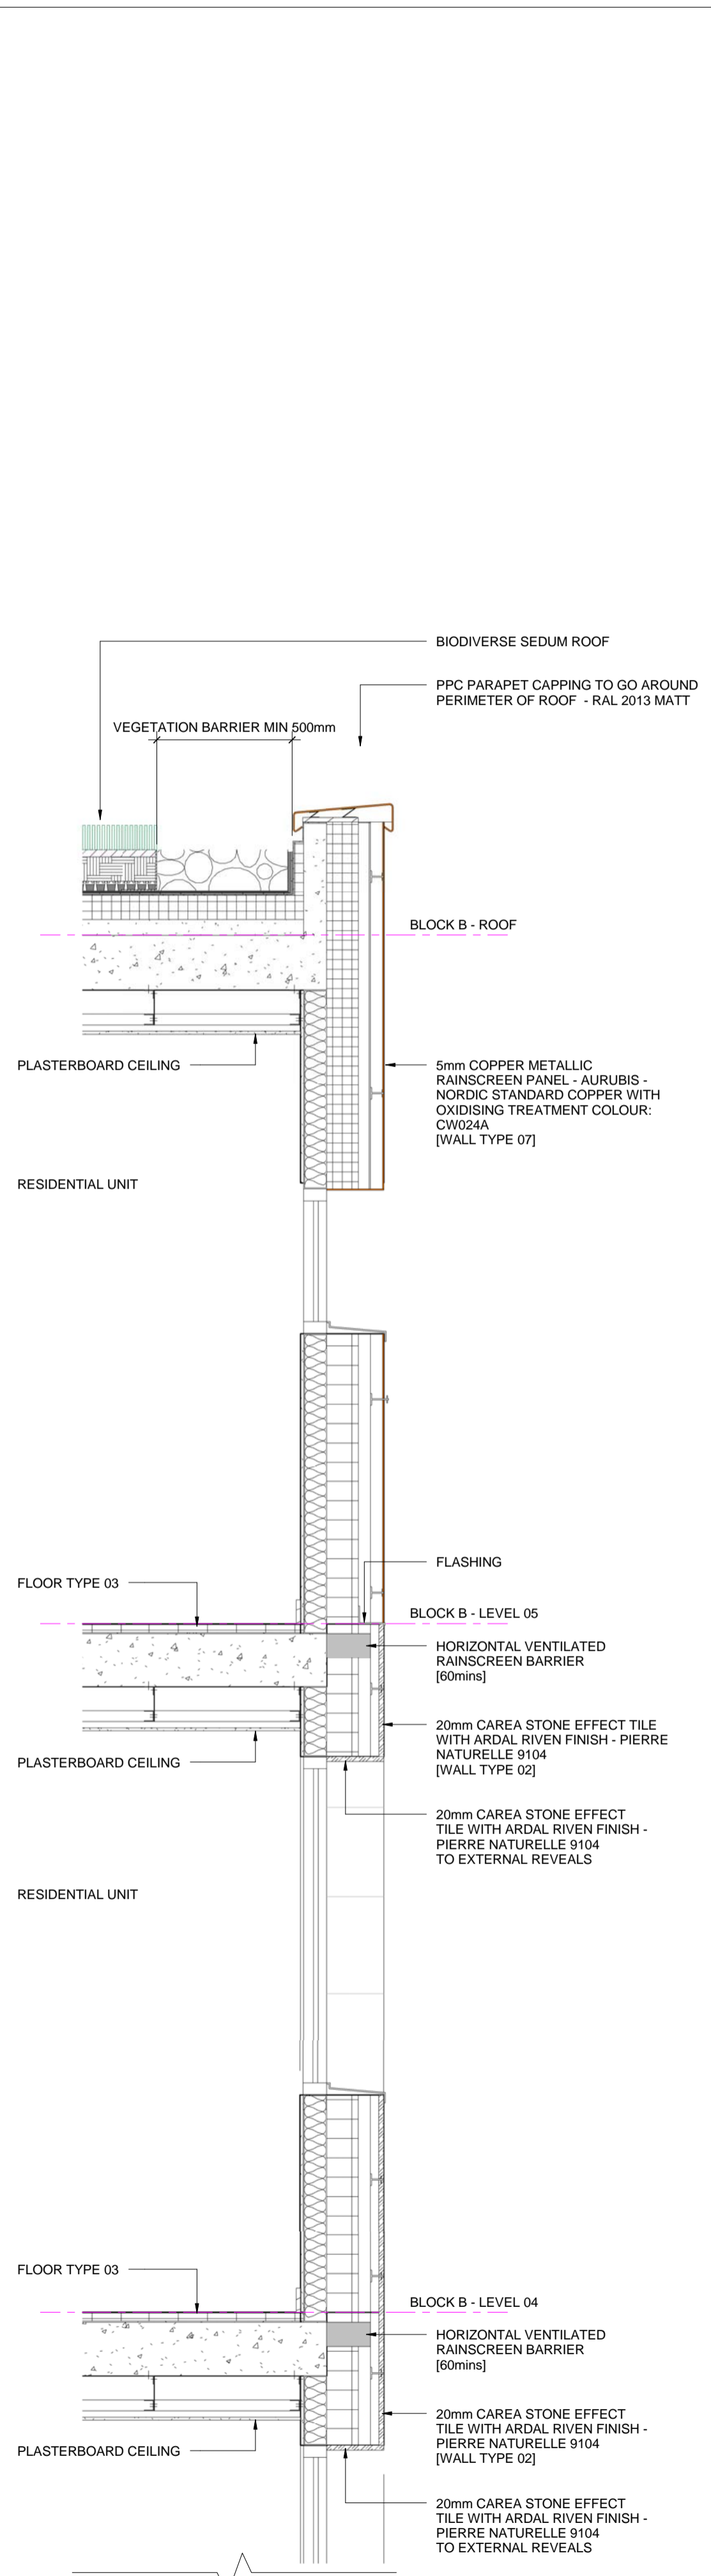 BIODIVERSE SEDUM ROOF
PPC PARAPET CAPPING TO GO AROUND
PERIMETER OF ROOF - RAL 2013 MATT
VEGETATION BARRIER MIN 500mm
BLOCK B - ROOF
PLASTERBOARD CEILING
5mm COPPER METALLIC
RAINSCREEN PANEL - AURUBIS -
NORDIC STANDARD COPPER WITH
OXIDISING TREATMENT COLOUR:
CW024A
[WALL TYPE 07]
RESIDENTIAL UNIT
FLASHING
FLOOR TYPE 03
BLOCK B - LEVEL 05
HORIZONTAL VENTILATED
RAINSCREEN BARRIER
[60mins]
20mm CAREA STONE EFFECT TILE
WITH ARDAL RIVEN FINISH - PIERRE
NATURELLE 9104
[WALL TYPE 02]
PLASTERBOARD CEILING
20mm CAREA STONE EFFECT
TILE WITH ARDAL RIVEN FINISH -
PIERRE NATURELLE 9104
TO EXTERNAL REVEALS
RESIDENTIAL UNIT
FLOOR TYPE 03
BLOCK B - LEVEL 04
HORIZONTAL VENTILATED
RAINSCREEN BARRIER
[60mins]
20mm CAREA STONE EFFECT
TILE WITH ARDAL RIVEN FINISH -
PIERRE NATURELLE 9104
[WALL TYPE 02]
PLASTERBOARD CEILING
20mm CAREA STONE EFFECT
TILE WITH ARDAL RIVEN FINISH -
PIERRE NATURELLE 9104
TO EXTERNAL REVEALS